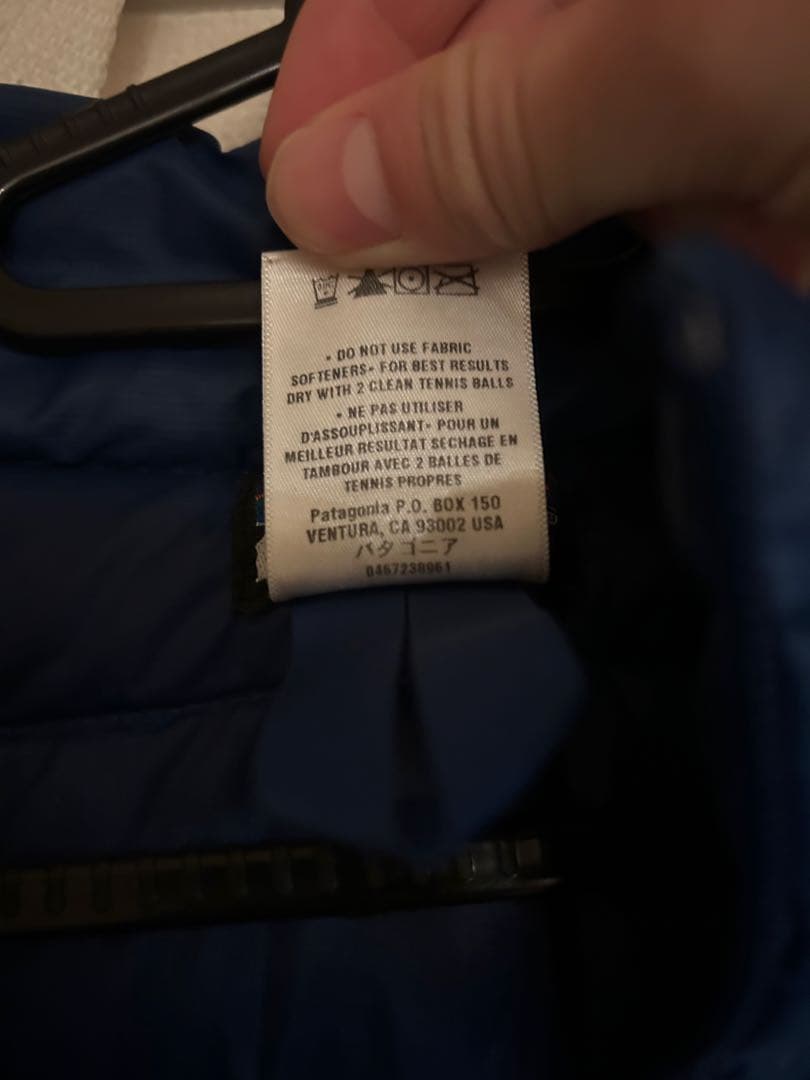 • DO NOT USE FABRIC
SOFTENERS• FOR BEST RESULTS
DRY WITH 2 CLEAN TENNIS BALLS
• NE PAS UTILISER
D'ASSOUPLISSANT• POUR UN
MEILLEUR RESULTAT SECHAGE EN
TAMBOUR AVEC 2 BALLES DE
TENNIS PROPRES
Patagonia P.O. BOX 150
VENTURA, CA 93002 USA
パタゴニア
0467238961